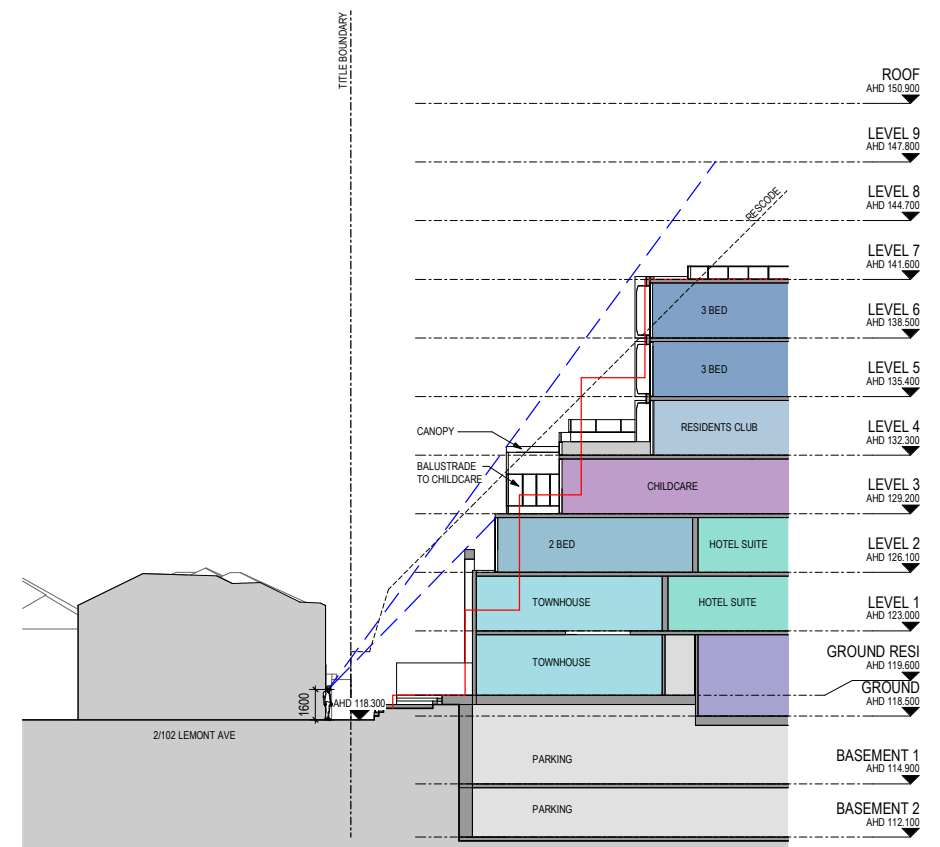 TITLE BOUNDARY
ROOF
AHD 150.900
LEVEL 9
AHD 147.800
RESCODE
LEVEL 8
AHD 144.700
LEVEL 7
AHD 141.600
3 BED
LEVEL 6
AHD 138.500
3 BED
LEVEL 5
AHD 135.400
CANOPY
RESIDENTS CLUB
LEVEL 4
AHD 132.300
BALUSTRADE
TO CHILDCARE
CHILDCARE
LEVEL 3
AHD 129.200
2 BED
HOTEL SUITE
LEVEL 2
AHD 126.100
TOWNHOUSE
HOTEL SUITE
LEVEL 1
AHD 123.000
TOWNHOUSE
GROUND RESI
AHD 119.600
GROUND
AHD 118.500
1600
AHD 118.300
2/102 LEMONT AVE
PARKING
BASEMENT 1
AHD 114.900
PARKING
BASEMENT 2
AHD 112.100